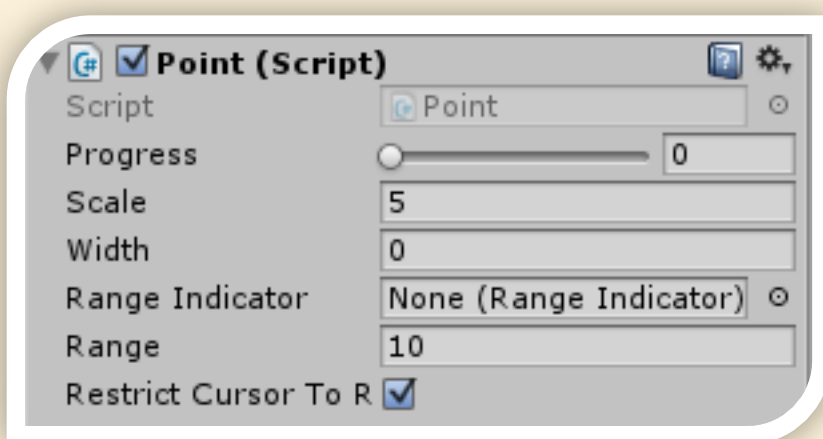 Point (Script)
Script Point
Progress 0
Scale 5
Width 0
Range Indicator None (Range Indicator)
Range 10
Restrict Cursor To R